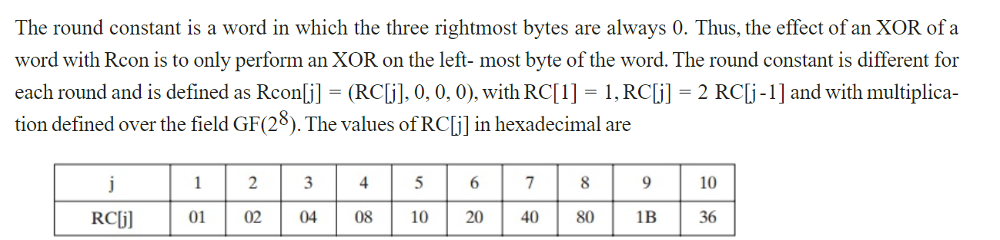 The round constant is a word in which the three rightmost bytes are always 0. Thus, the effect of an XOR of a
word with Rcon is to only perform an XOR on the left- most byte of the word. The round constant is different for
each round and is defined as Rcon[j] = (RC[j], 0, 0, 0), with RC[1] = 1, RC[j] = 2 RC[j-1] and with multiplica-
tion defined over the field GF(2⁸). The values of RC[j] in hexadecimal are
j 1 2 3 4 5 6 7 8 9 10
RC[j] 01 02 04 08 10 20 40 80 1B 36